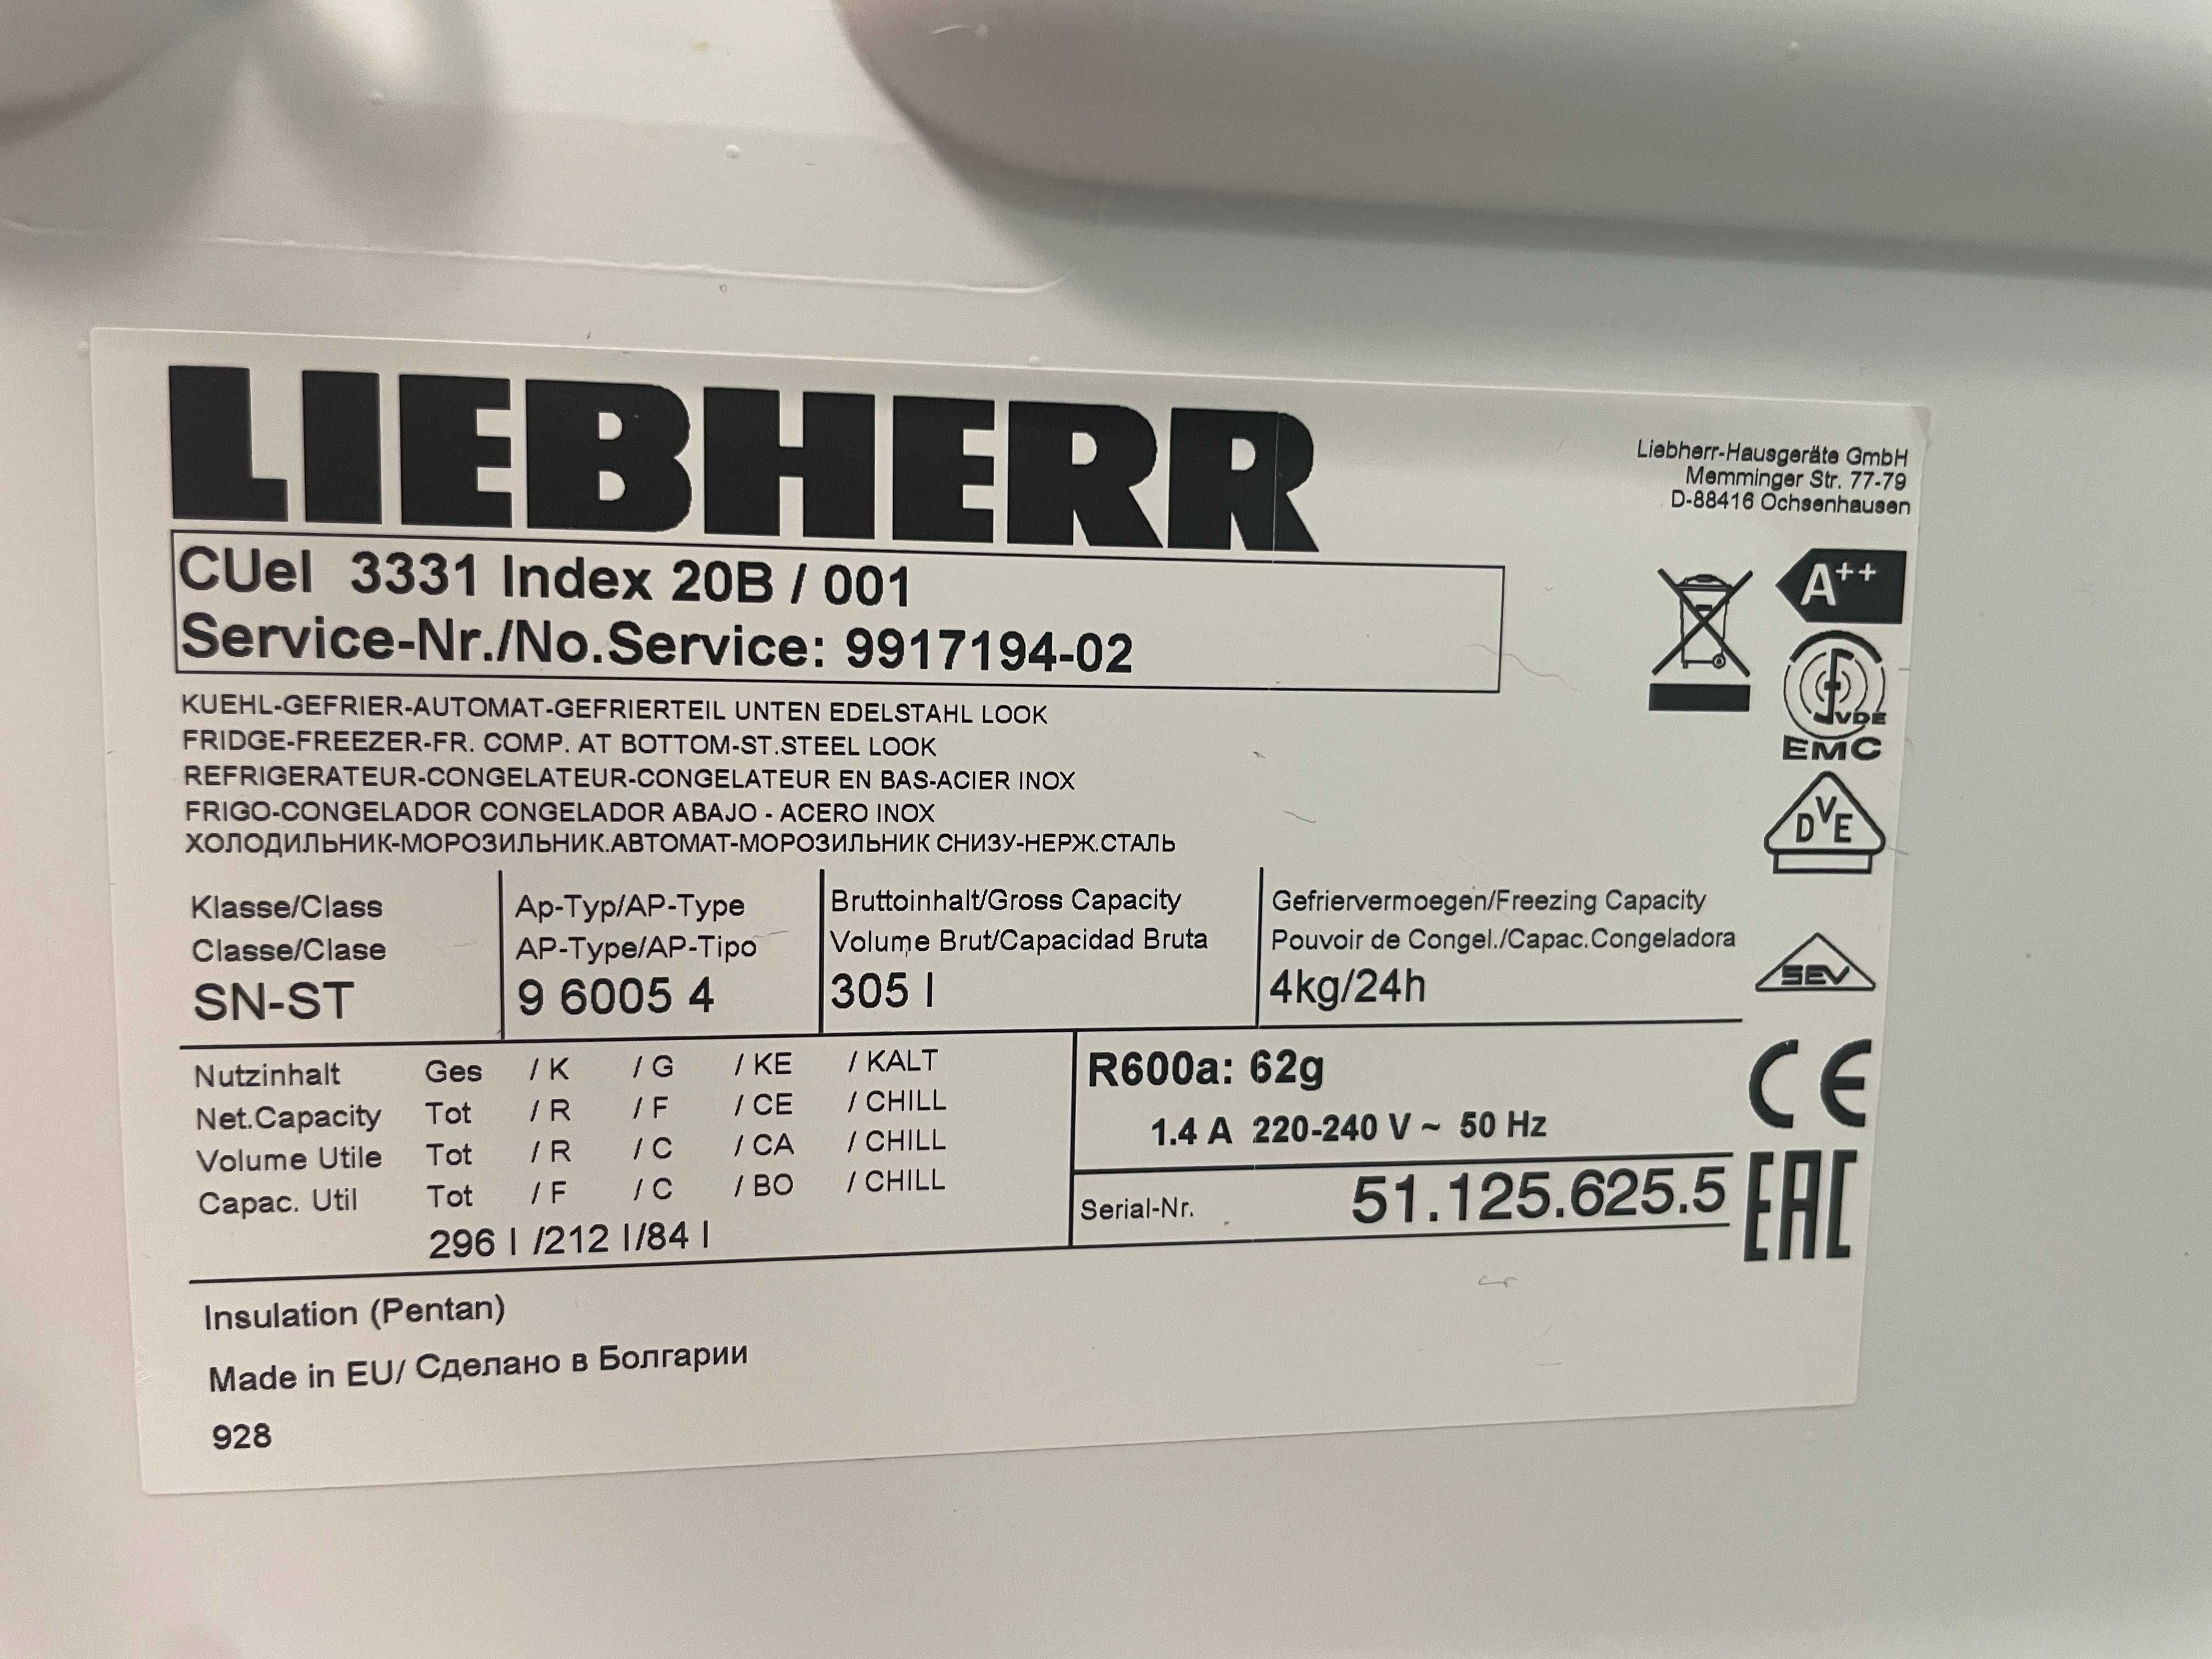 LIEBHERR
Liebherr-Hausgeräte GmbH
Memminger Str. 77-79
D-88416 Ochsenhausen
CUel 3331 Index 20B / 001
Service-Nr./No.Service: 9917194-02
A++
VDE
EMC
KUEHL-GEFRIER-AUTOMAT-GEFRIERTEIL UNTEN EDELSTAHL LOOK
FRIDGE-FREEZER-FR. COMP. AT BOTTOM-ST.STEEL LOOK
REFRIGERATEUR-CONGELATEUR-CONGELATEUR EN BAS-ACIER INOX
FRIGO-CONGELADOR CONGELADOR ABAJO - ACERO INOX
ХОЛОДИЛЬНИК-МОРОЗИЛЬНИК.АВТОМАТ-МОРОЗИЛЬНИК СНИЗУ-НЕРЖ.СТАЛЬ
DVE
Klasse/Class
Classe/Clase
SN-ST
Ap-Typ/AP-Type
AP-Type/AP-Tipo
9 6005 4
Bruttoinhalt/Gross Capacity
Volume Brut/Capacidad Bruta
305 l
Gefriervermoegen/Freezing Capacity
Pouvoir de Congel./Capac.Congeladora
4kg/24h
SEV
Nutzinhalt Ges / K / G / KE / KALT
Net.Capacity Tot / R / F / CE / CHILL
Volume Utile Tot / R / C / CA / CHILL
Capac. Util Tot / F / C / BO / CHILL
296 l /212 l/84 l
R600a: 62g
1.4 A 220-240 V ~ 50 Hz
Serial-Nr. 51.125.625.5
CE
EAC
Insulation (Pentan)
Made in EU/ Сделано в Болгарии
928